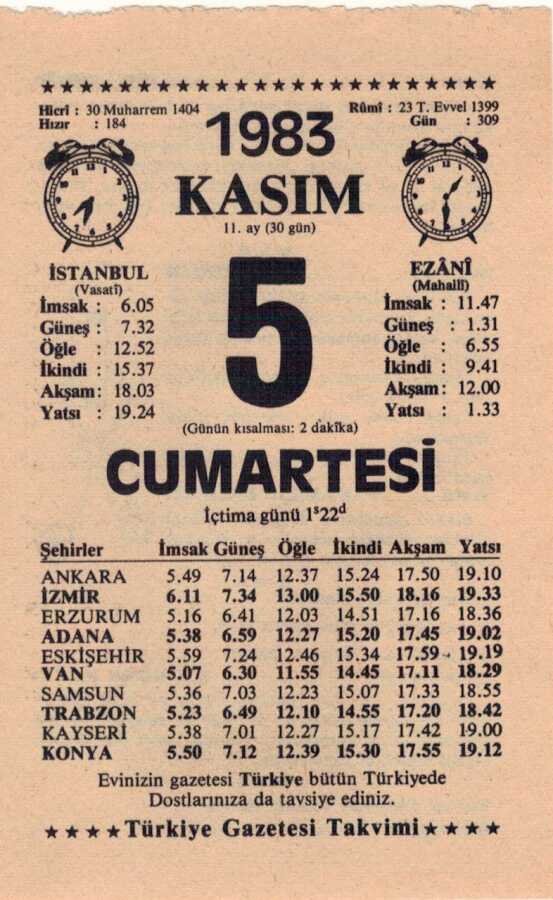 ★★★★★★★★★★★★★★★★★★★★★★★★
Hicrî : 30 Muharrem 1404
Hızır : 184
Rûmî : 23 T. Evvel 1399
Gün : 309
1983
KASIM
11. ay (30 gün)
İSTANBUL
(Vasatî)
İmsak : 6.05
Güneş : 7.32
Öğle : 12.52
İkindi : 15.37
Akşam : 18.03
Yatsı : 19.24
5
EZÂNÎ
(Mahallî)
İmsak : 11.47
Güneş : 1.31
Öğle : 6.55
İkindi : 9.41
Akşam : 12.00
Yatsı : 1.33
(Günün kısalması: 2 dakîka)
CUMARTESİ
İçtima günü 1ˢ22ᵈ
Şehirler İmsak Güneş Öğle İkindi Akşam Yatsı
ANKARA 5.49 7.14 12.37 15.24 17.50 19.10
İZMİR 6.11 7.34 13.00 15.50 18.16 19.33
ERZURUM 5.16 6.41 12.03 14.51 17.16 18.36
ADANA 5.38 6.59 12.27 15.20 17.45 19.02
ESKİŞEHİR 5.59 7.24 12.46 15.34 17.59 19.19
VAN 5.07 6.30 11.55 14.45 17.11 18.29
SAMSUN 5.36 7.03 12.23 15.07 17.33 18.55
TRABZON 5.23 6.49 12.10 14.55 17.20 18.42
KAYSERİ 5.38 7.01 12.27 15.17 17.42 19.00
KONYA 5.50 7.12 12.39 15.30 17.55 19.12
Evinizin gazetesi Türkiye bütün Türkiyede
Dostlarınıza da tavsiye ediniz.
★★★★Türkiye Gazetesi Takvimi★★★★